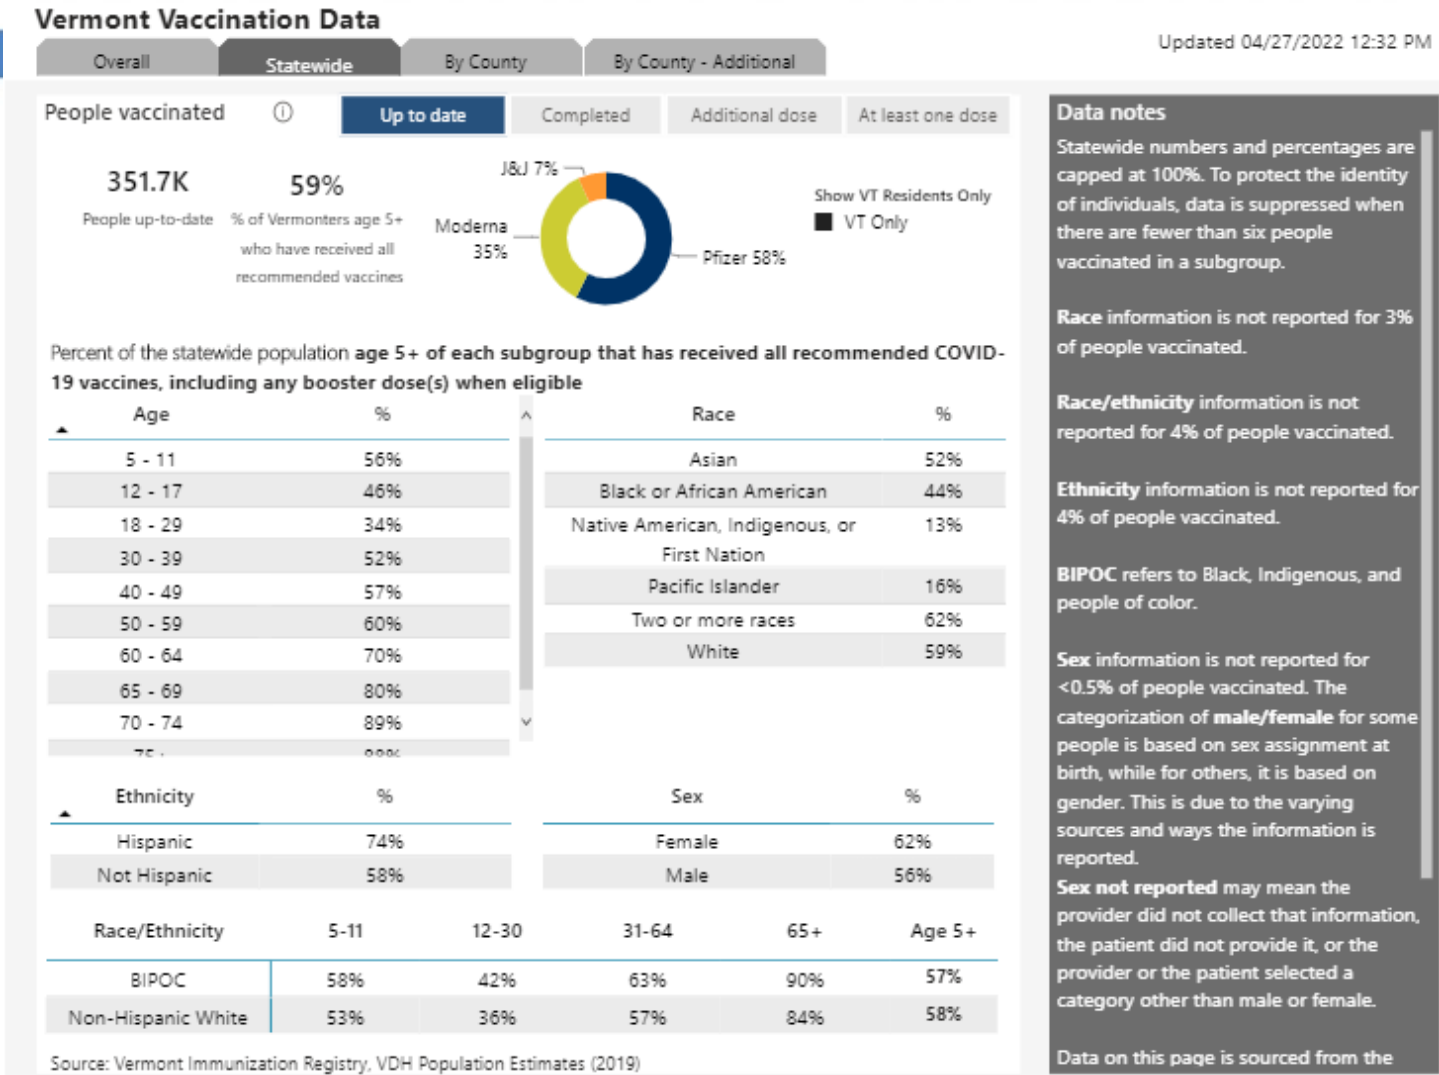 Vermont Vaccination Data
Updated 04/27/2022 12:32 PM
Overall
Statewide
By County
By County - Additional
People vaccinated
Up to date
Completed
Additional dose
At least one dose
351.7K
People up-to-date
59%
% of Vermonters age 5+
who have received all
recommended vaccines
J&J 7%
Moderna
35%
Pfizer 58%
Show VT Residents Only
VT Only
Percent of the statewide population age 5+ of each subgroup that has received all recommended COVID-
19 vaccines, including any booster dose(s) when eligible
Age %
5 - 11 56%
12 - 17 46%
18 - 29 34%
30 - 39 52%
40 - 49 57%
50 - 59 60%
60 - 64 70%
65 - 69 80%
70 - 74 89%
Race %
Asian 52%
Black or African American 44%
Native American, Indigenous, or 13%
First Nation
Pacific Islander 16%
Two or more races 62%
White 59%
Ethnicity %
Hispanic 74%
Not Hispanic 58%
Sex %
Female 62%
Male 56%
Race/Ethnicity 5-11 12-30 31-64 65+ Age 5+
BIPOC 58% 42% 63% 90% 57%
Non-Hispanic White 53% 36% 57% 84% 58%
Source: Vermont Immunization Registry, VDH Population Estimates (2019)
Data notes
Statewide numbers and percentages are
capped at 100%. To protect the identity
of individuals, data is suppressed when
there are fewer than six people
vaccinated in a subgroup.
Race information is not reported for 3%
of people vaccinated.
Race/ethnicity information is not
reported for 4% of people vaccinated.
Ethnicity information is not reported for
4% of people vaccinated.
BIPOC refers to Black, Indigenous, and
people of color.
Sex information is not reported for
<0.5% of people vaccinated. The
categorization of male/female for some
people is based on sex assignment at
birth, while for others, it is based on
gender. This is due to the varying
sources and ways the information is
reported.
Sex not reported may mean the
provider did not collect that information,
the patient did not provide it, or the
provider or the patient selected a
category other than male or female.
Data on this page is sourced from the